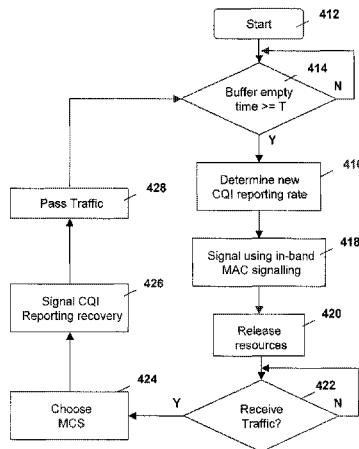 Start
412
Buffer empty
time >= T
414
N
Y
Determine new
CQI reporting rate
416
Signal using in-band
MAC signalling
418
Release
resources
420
Receive
Traffic?
422
N
Y
Choose
MCS
424
Signal CQI
Reporting recovery
426
Pass Traffic
428